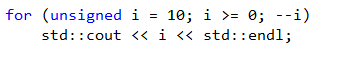 for (unsigned i = 10; i >= 0; --i)
    std::cout << i << std::endl;